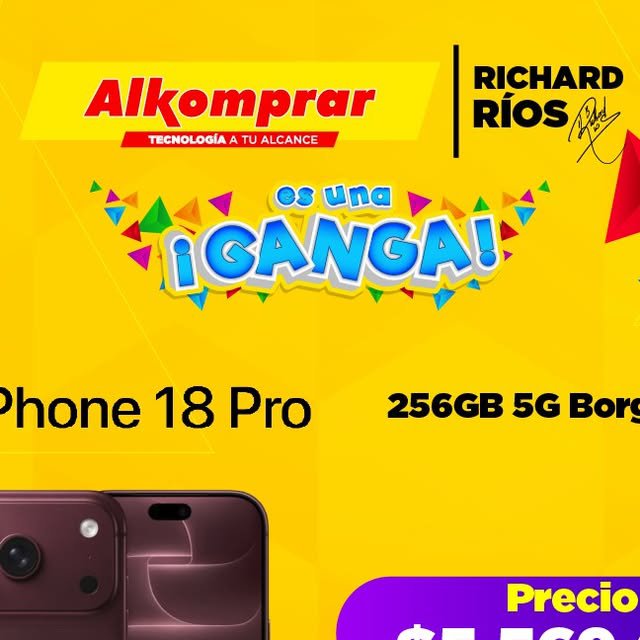 Alkomprar
TECNOLOGÍA A TU ALCANCE
RICHARD
RÍOS
es una
¡GANGA!
Phone 18 Pro
256GB 5G Borg
Precio